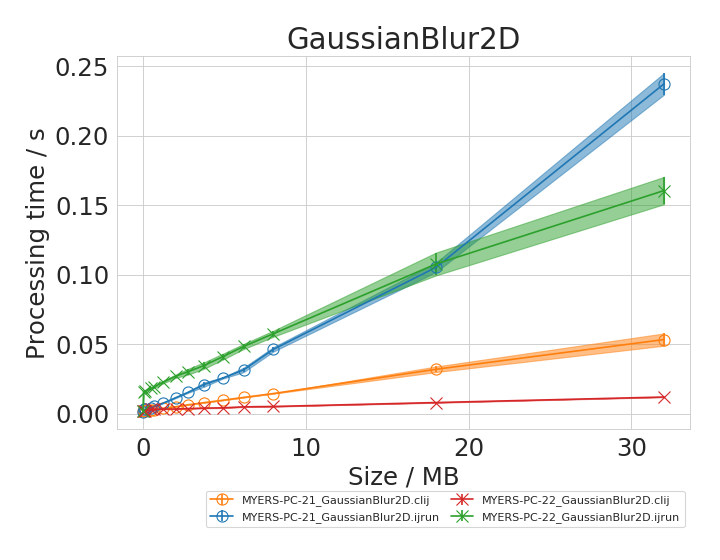 GaussianBlur2D
Processing time / s
0.25
0.20
0.15
0.10
0.05
0.00
0 10 20 30
Size / MB
MYERS-PC-21_GaussianBlur2D.clij MYERS-PC-22_GaussianBlur2D.clij
MYERS-PC-21_GaussianBlur2D.ijrun MYERS-PC-22_GaussianBlur2D.ijrun